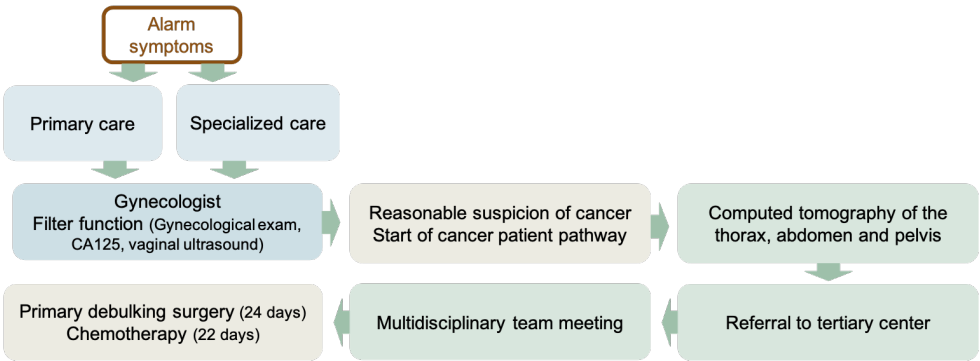 Alarm
symptoms
Primary care
Specialized care
Gynecologist
Filter function (Gynecological exam,
CA125, vaginal ultrasound)
Reasonable suspicion of cancer
Start of cancer patient pathway
Computed tomography of the
thorax, abdomen and pelvis
Referral to tertiary center
Multidisciplinary team meeting
Primary debulking surgery (24 days)
Chemotherapy (22 days)